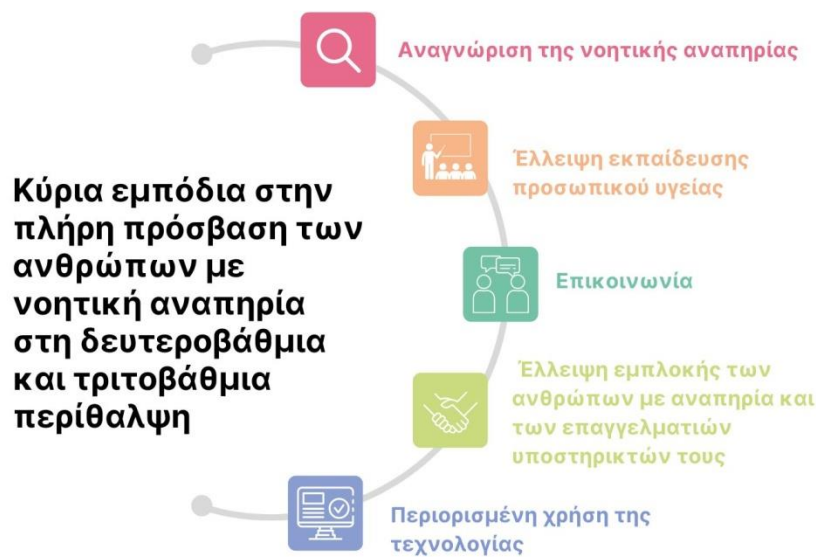 Κύρια εμπόδια στην
πλήρη πρόσβαση των
ανθρώπων με
νοητική αναπηρία
στη δευτεροβάθμια
και τριτοβάθμια
περίθαλψη
Αναγνώριση της νοητικής αναπηρίας
Έλλειψη εκπαίδευσης
προσωπικού υγείας
Επικοινωνία
Έλλειψη εμπλοκής των
ανθρώπων με αναπηρία και
των επαγγελματιών
υποστηρικτών τους
Περιορισμένη χρήση της
τεχνολογίας